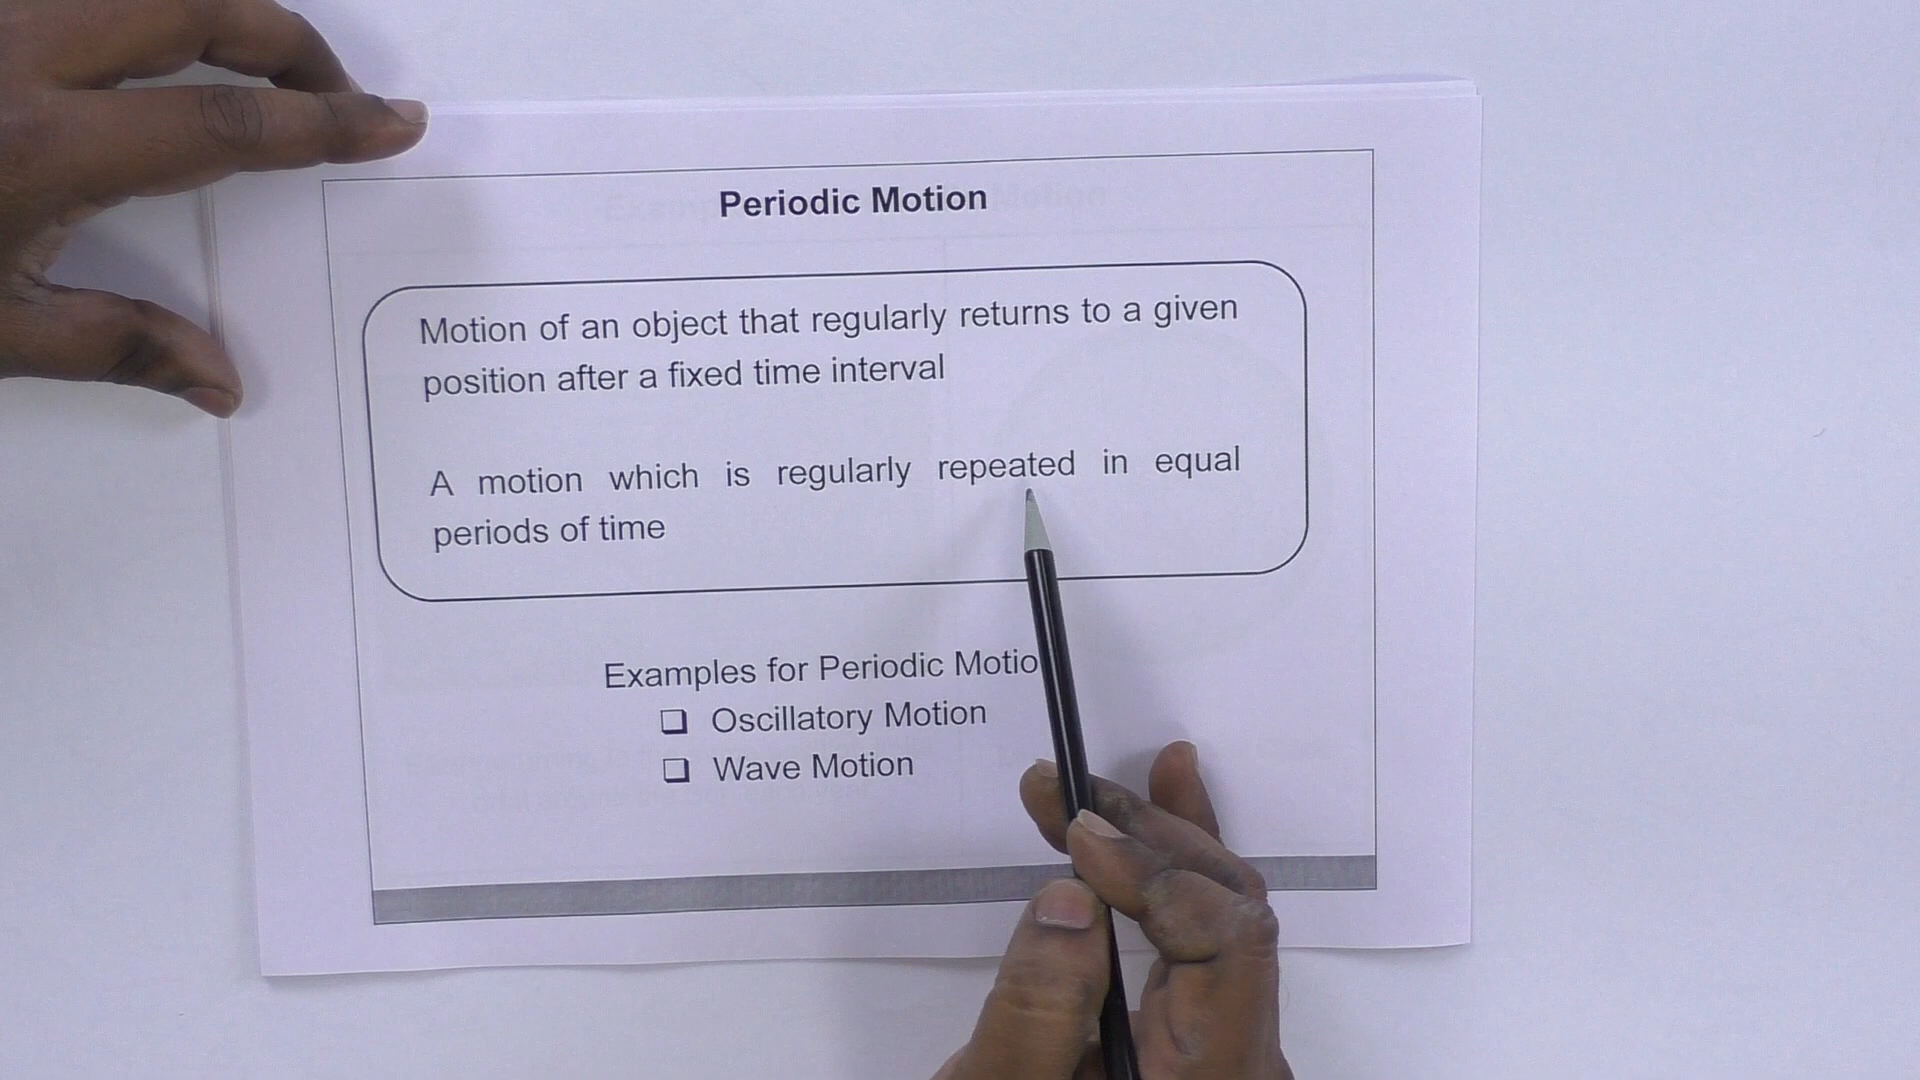 Periodic Motion
Motion of an object that regularly returns to a given
position after a fixed time interval
A motion which is regularly repeated in equal
periods of time
Examples for Periodic Motio
❑ Oscillatory Motion
❑ Wave Motion